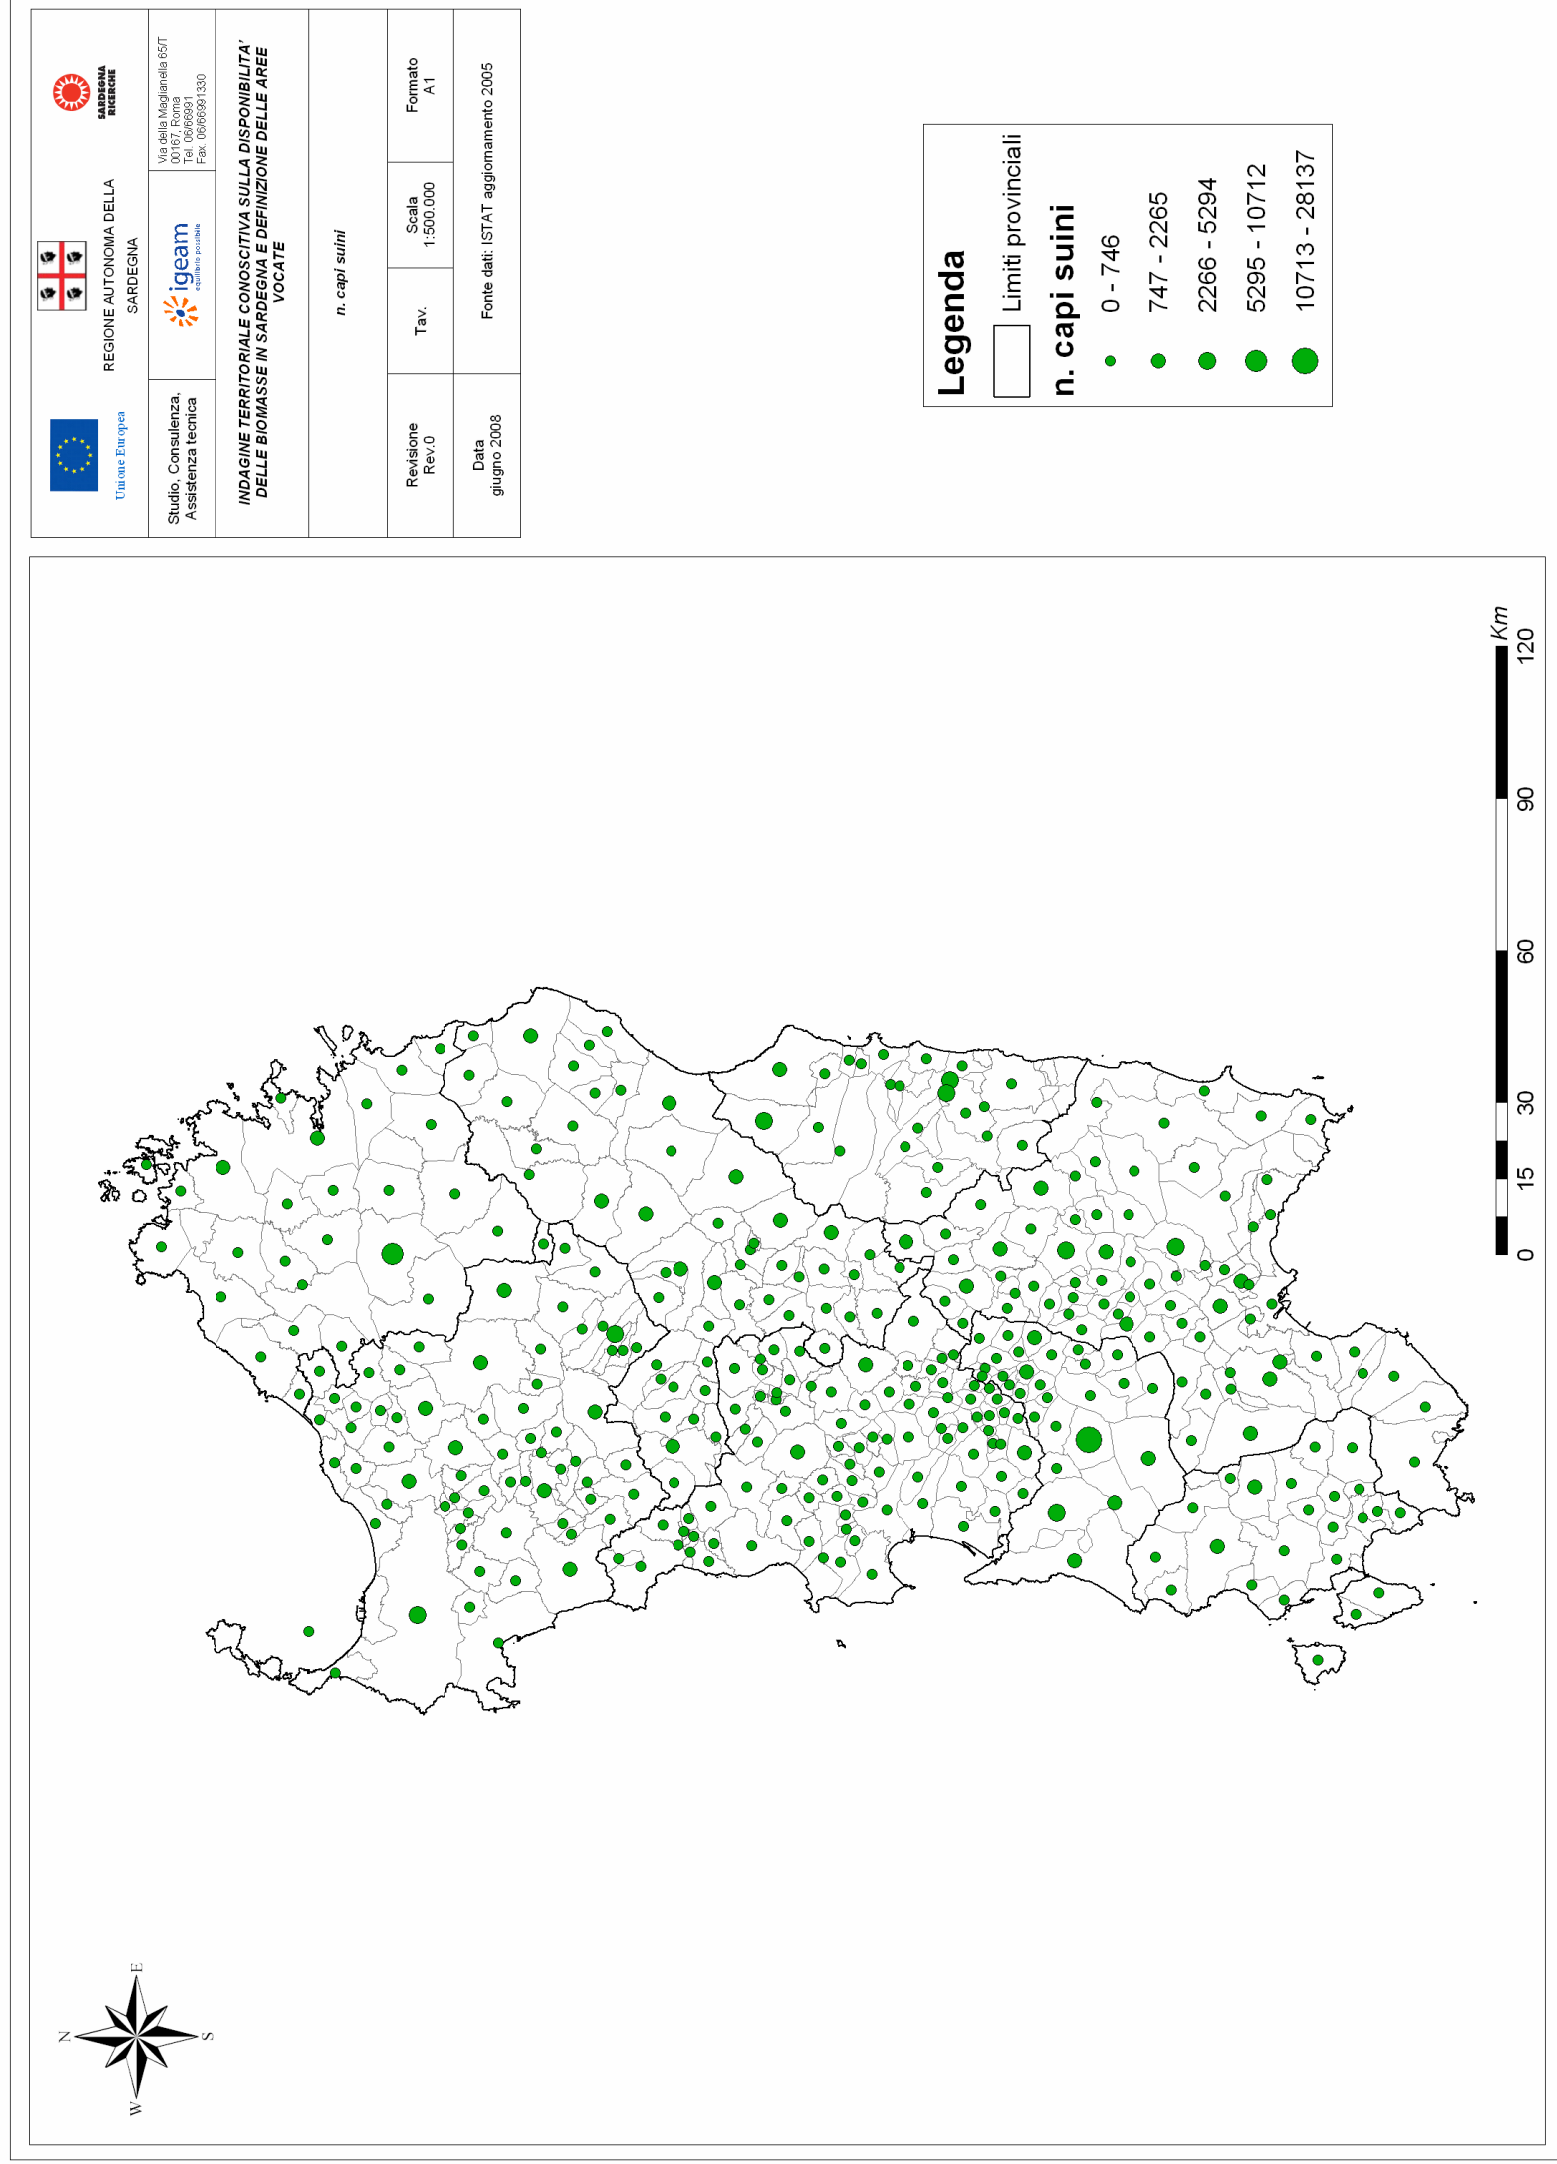 Unione Europea
REGIONE AUTONOMA DELLA
SARDEGNA
SARDEGNA
RICERCHE
Studio, Consulenza,
Assistenza tecnica
igeam
equilibrio possibile
Via della Maglianella 65/T
00167, Roma
Tel. 06/66991
Fax. 06/66991330
INDAGINE TERRITORIALE CONOSCITIVA SULLA DISPONIBILITA'
DELLE BIOMASSE IN SARDEGNA E DEFINIZIONE DELLE AREE
VOCATE
n. capi suini
Revisione
Rev.0
Tav.
Scala
1:500.000
Formato
A1
Data
giugno 2008
Fonte dati: ISTAT aggiornamento 2005
Legenda
Limiti provinciali
n. capi suini
0 - 746
747 - 2265
2266 - 5294
5295 - 10712
10713 - 28137
N
W
E
S
Km
0 15 30 60 90 120